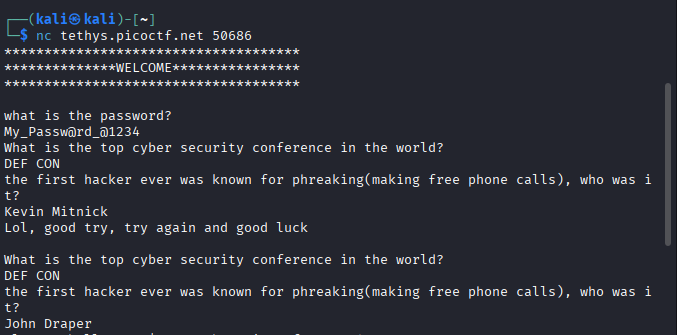 ┌──(kali㉿kali)-[~]
└─$ nc tethys.picoctf.net 50686
*************************************
**************WELCOME****************
*************************************
what is the password?
My_Passw@rd_@1234
What is the top cyber security conference in the world?
DEF CON
the first hacker ever was known for phreaking(making free phone calls), who was i
t?
Kevin Mitnick
Lol, good try, try again and good luck
What is the top cyber security conference in the world?
DEF CON
the first hacker ever was known for phreaking(making free phone calls), who was i
t?
John Draper